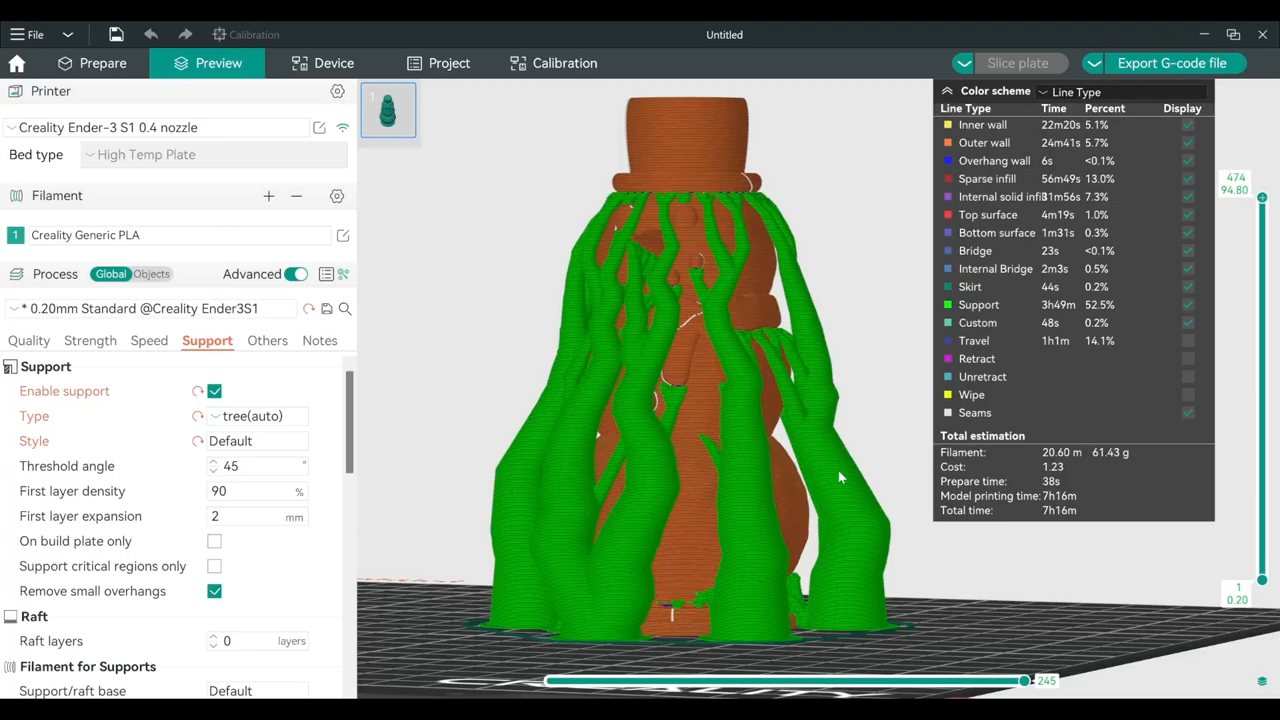 File
Calibration
Untitled
Prepare
Preview
Device
Project
Calibration
Slice plate
Export G-code file
Printer
Creality Ender-3 S1 0.4 nozzle
Bed type
High Temp Plate
Filament
1 Creality Generic PLA
Process
Global Objects
Advanced
* 0.20mm Standard @Creality Ender3S1
Quality Strength Speed Support Others Notes
Support
Enable support
Type tree(auto)
Style Default
Threshold angle 45 °
First layer density 90 %
First layer expansion 2 mm
On build plate only
Support critical regions only
Remove small overhangs
Raft
Raft layers 0 layers
Filament for Supports
Support/raft base Default
1
Color scheme Line Type
Line Type Time Percent Display
Inner wall 22m20s 5.1%
Outer wall 24m41s 5.7%
Overhang wall 6s <0.1%
Sparse infill 56m49s 13.0%
Internal solid infill 31m56s 7.3%
Top surface 4m19s 1.0%
Bottom surface 1m31s 0.3%
Bridge 23s <0.1%
Internal Bridge 2m3s 0.5%
Skirt 44s 0.2%
Support 3h49m 52.5%
Custom 48s 0.2%
Travel 1h1m 14.1%
Retract
Unretract
Wipe
Seams
Total estimation
Filament: 20.60 m 61.43 g
Cost: 1.23
Prepare time: 38s
Model printing time: 7h16m
Total time: 7h16m
474
94.80
1
0.20
245